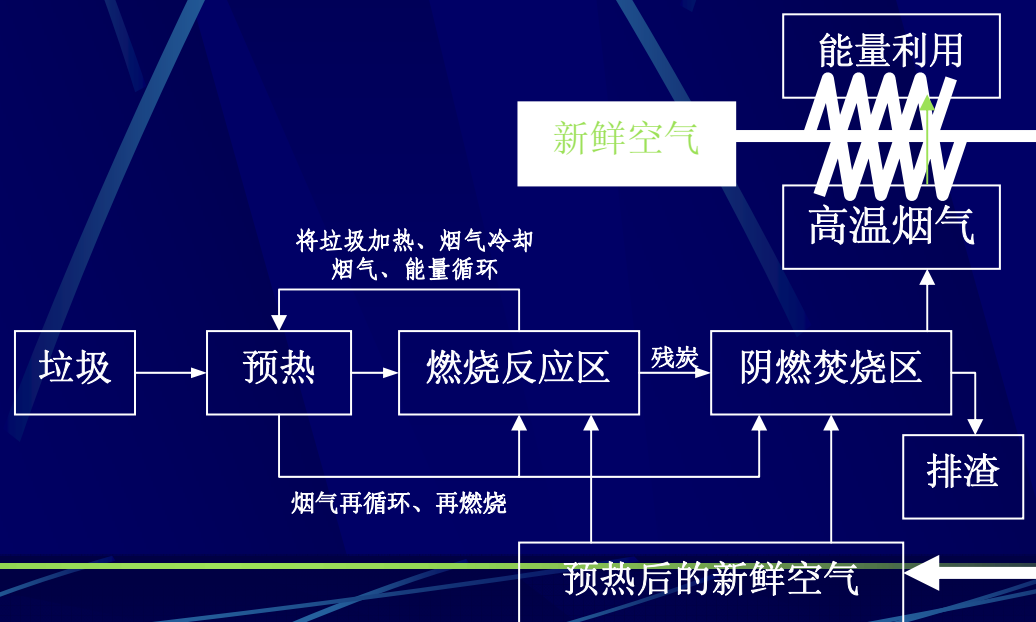 能量利用
新鲜空气
高温烟气
将垃圾加热、烟气冷却
烟气、能量循环
垃圾
预热
燃烧反应区
残炭
阴燃焚烧区
排渣
烟气再循环、再燃烧
预热后的新鲜空气